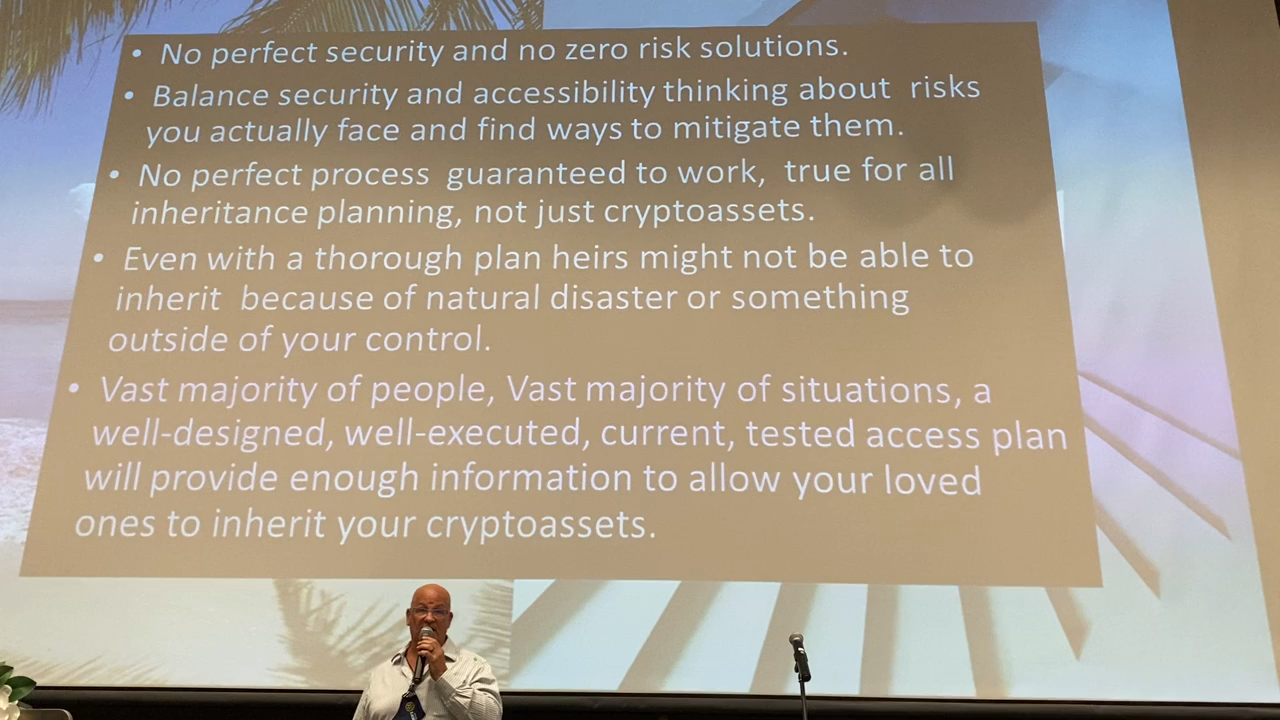 • No perfect security and no zero risk solutions.
• Balance security and accessibility thinking about risks
you actually face and find ways to mitigate them.
• No perfect process guaranteed to work, true for all
inheritance planning, not just cryptoassets.
• Even with a thorough plan heirs might not be able to
inherit because of natural disaster or something
outside of your control.
• Vast majority of people, Vast majority of situations, a
well-designed, well-executed, current, tested access plan
will provide enough information to allow your loved
ones to inherit your cryptoassets.